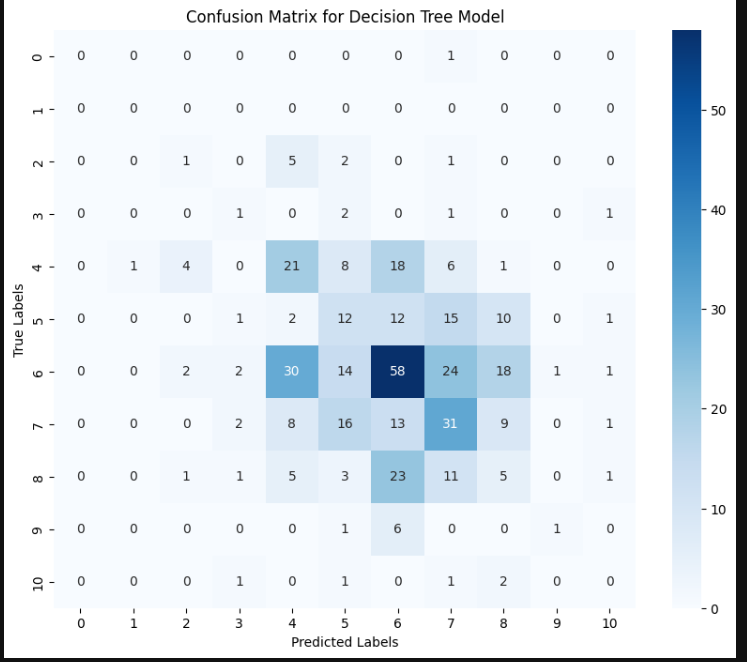 Confusion Matrix for Decision Tree Model
0 0 0 0 0 0 0 0 1 0 0 0
1 0 0 0 0 0 0 0 0 0 0 0
2 0 0 1 0 5 2 0 1 0 0 0
3 0 0 0 1 0 2 0 1 0 0 1
4 0 1 4 0 21 8 18 6 1 0 0
5 0 0 0 1 2 12 12 15 10 0 1
6 0 0 2 2 30 14 58 24 18 1 1
7 0 0 0 2 8 16 13 31 9 0 1
8 0 0 1 1 5 3 23 11 5 0 1
9 0 0 0 0 0 1 6 0 0 1 0
10 0 0 0 1 0 1 0 1 2 0 0
0 1 2 3 4 5 6 7 8 9 10
Predicted Labels
True Labels
50
40
30
20
10
0